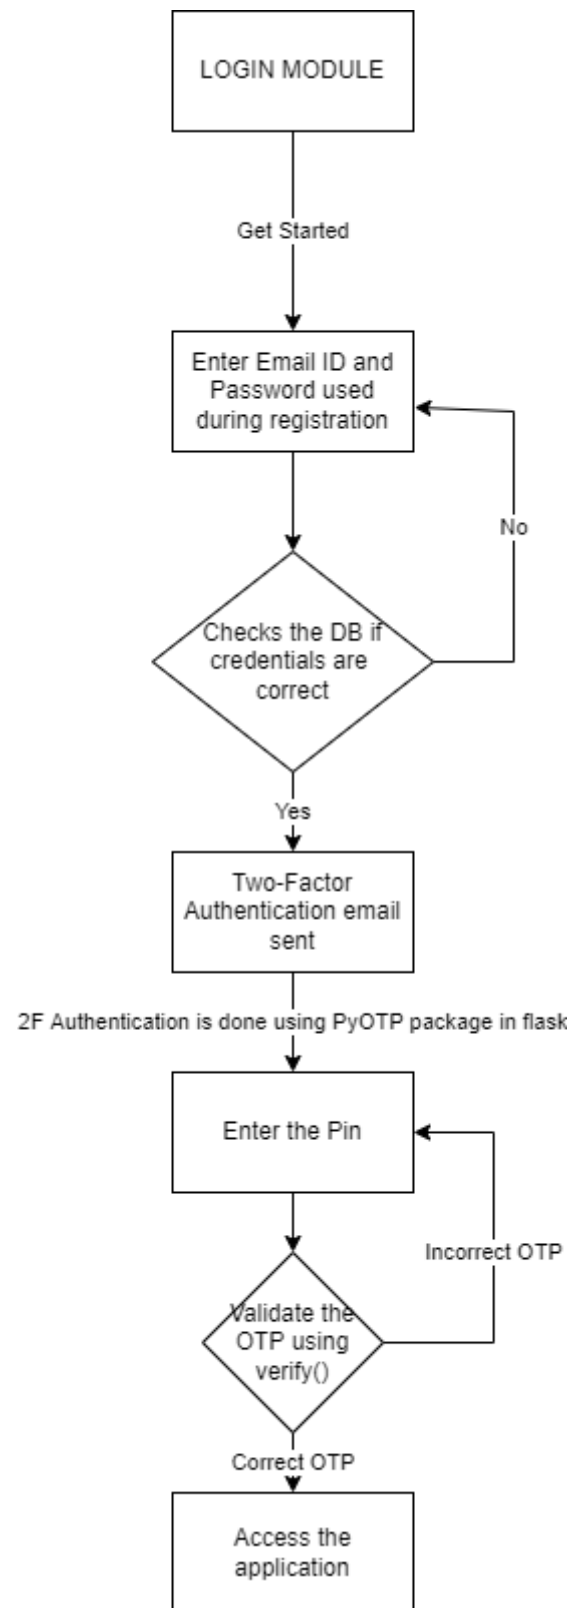 LOGIN MODULE
Get Started
Enter Email ID and
Password used
during registration
No
Checks the DB if
credentials are
correct
Yes
Two-Factor
Authentication email
sent
2F Authentication is done using PyOTP package in flask
Enter the Pin
Incorrect OTP
Validate the
OTP using
verify()
Correct OTP
Access the
application